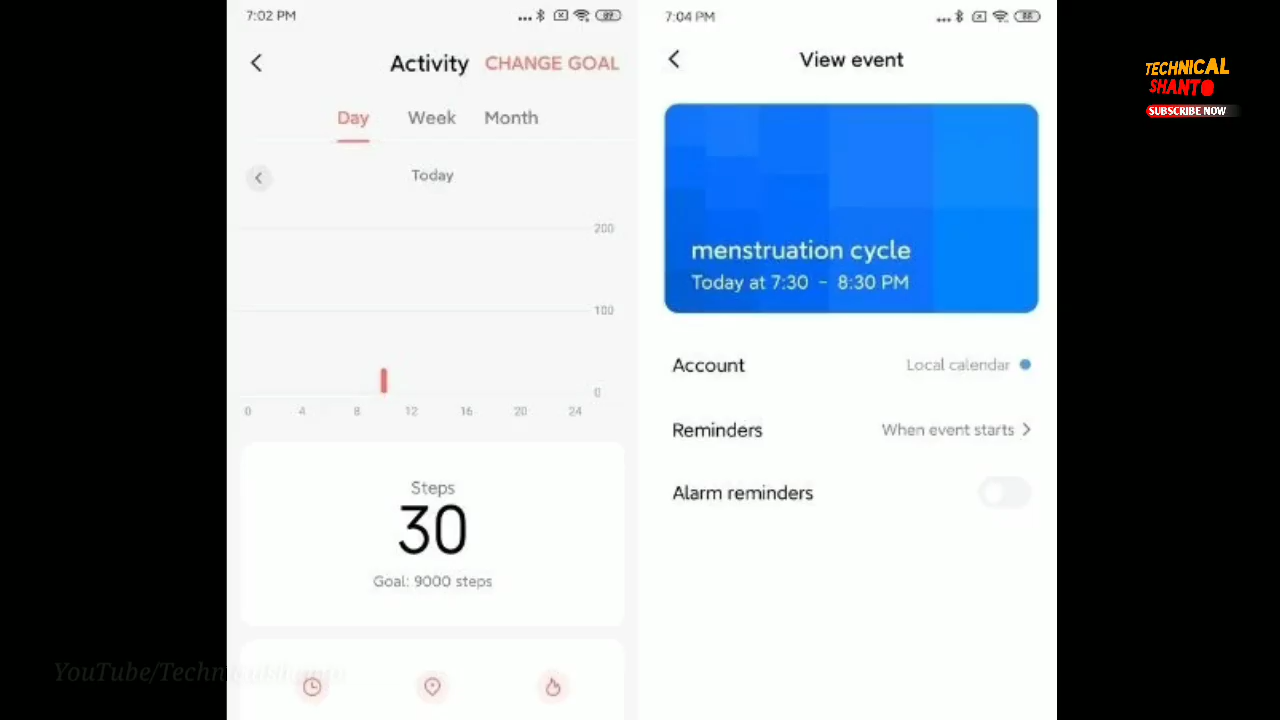 7:02 PM
89
Activity
CHANGE GOAL
Day
Week
Month
Today
200
100
0
0 4 8 12 16 20 24
Steps
30
Goal: 9000 steps
7:04 PM
88
View event
menstruation cycle
Today at 7:30 - 8:30 PM
Account
Local calendar
Reminders
When event starts
Alarm reminders
TECHNICAL
SHANTO
SUBSCRIBE NOW